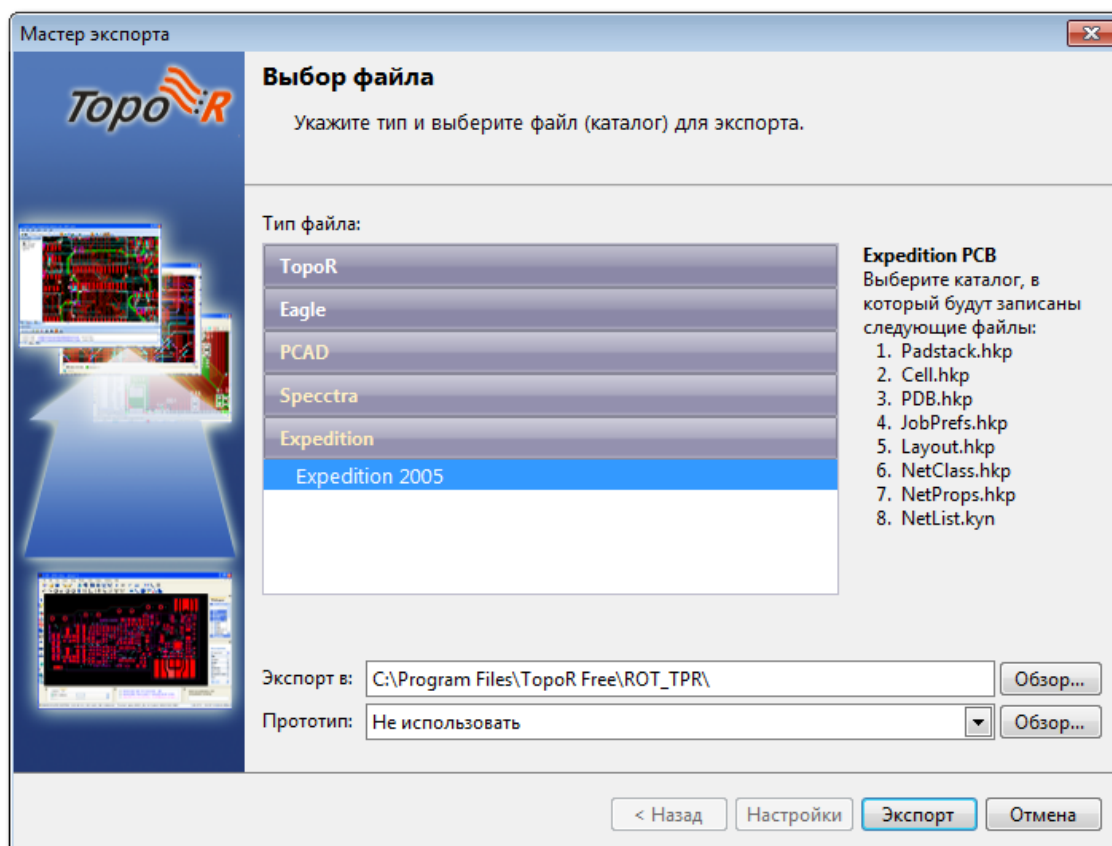 Мастер экспорта
TopoR
Выбор файла
Укажите тип и выберите файл (каталог) для экспорта.
Тип файла:
TopoR
Eagle
PCAD
Specctra
Expedition
Expedition 2005
Expedition PCB
Выберите каталог, в
который будут записаны
следующие файлы:
1. Padstack.hkp
2. Cell.hkp
3. PDB.hkp
4. JobPrefs.hkp
5. Layout.hkp
6. NetClass.hkp
7. NetProps.hkp
8. NetList.kyn
Экспорт в: C:\Program Files\TopoR Free\ROT_TPR\ Обзор...
Прототип: Не использовать Обзор...
< Назад Настройки Экспорт Отмена